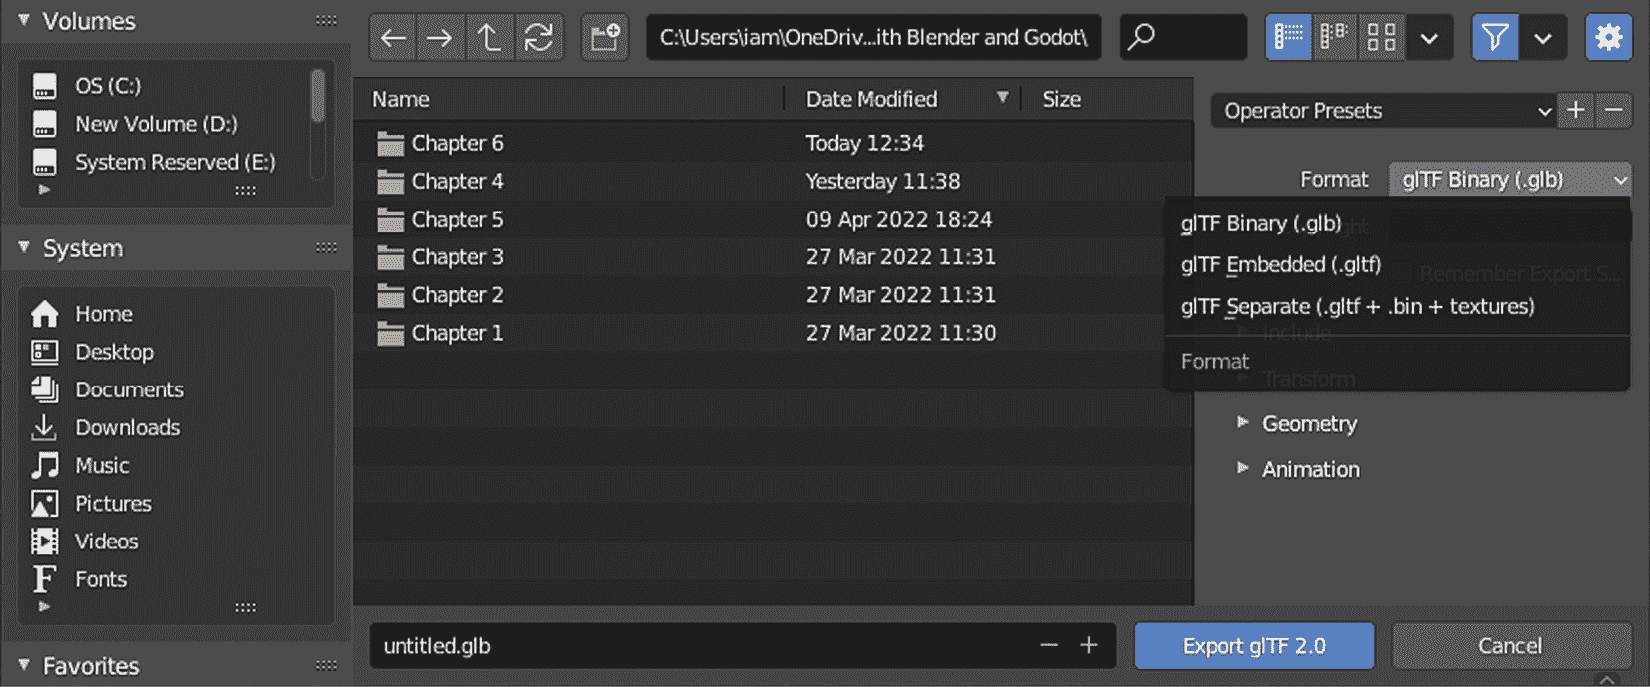 Volumes
OS (C:)
New Volume (D:)
System Reserved (E:)
System
Home
Desktop
Documents
Downloads
Music
Pictures
Videos
Fonts
Favorites
C:\Users\iam\OneDriv...ith Blender and Godot\
Name Date Modified Size
Chapter 6 Today 12:34
Chapter 4 Yesterday 11:38
Chapter 5 09 Apr 2022 18:24
Chapter 3 27 Mar 2022 11:31
Chapter 2 27 Mar 2022 11:31
Chapter 1 27 Mar 2022 11:30
untitled.glb
Operator Presets
Format glTF Binary (.glb)
glTF Binary (.glb)
glTF Embedded (.gltf)
Remember Export S...
glTF Separate (.gltf + .bin + textures)
Include
Format
Transform
Geometry
Animation
Export glTF 2.0
Cancel